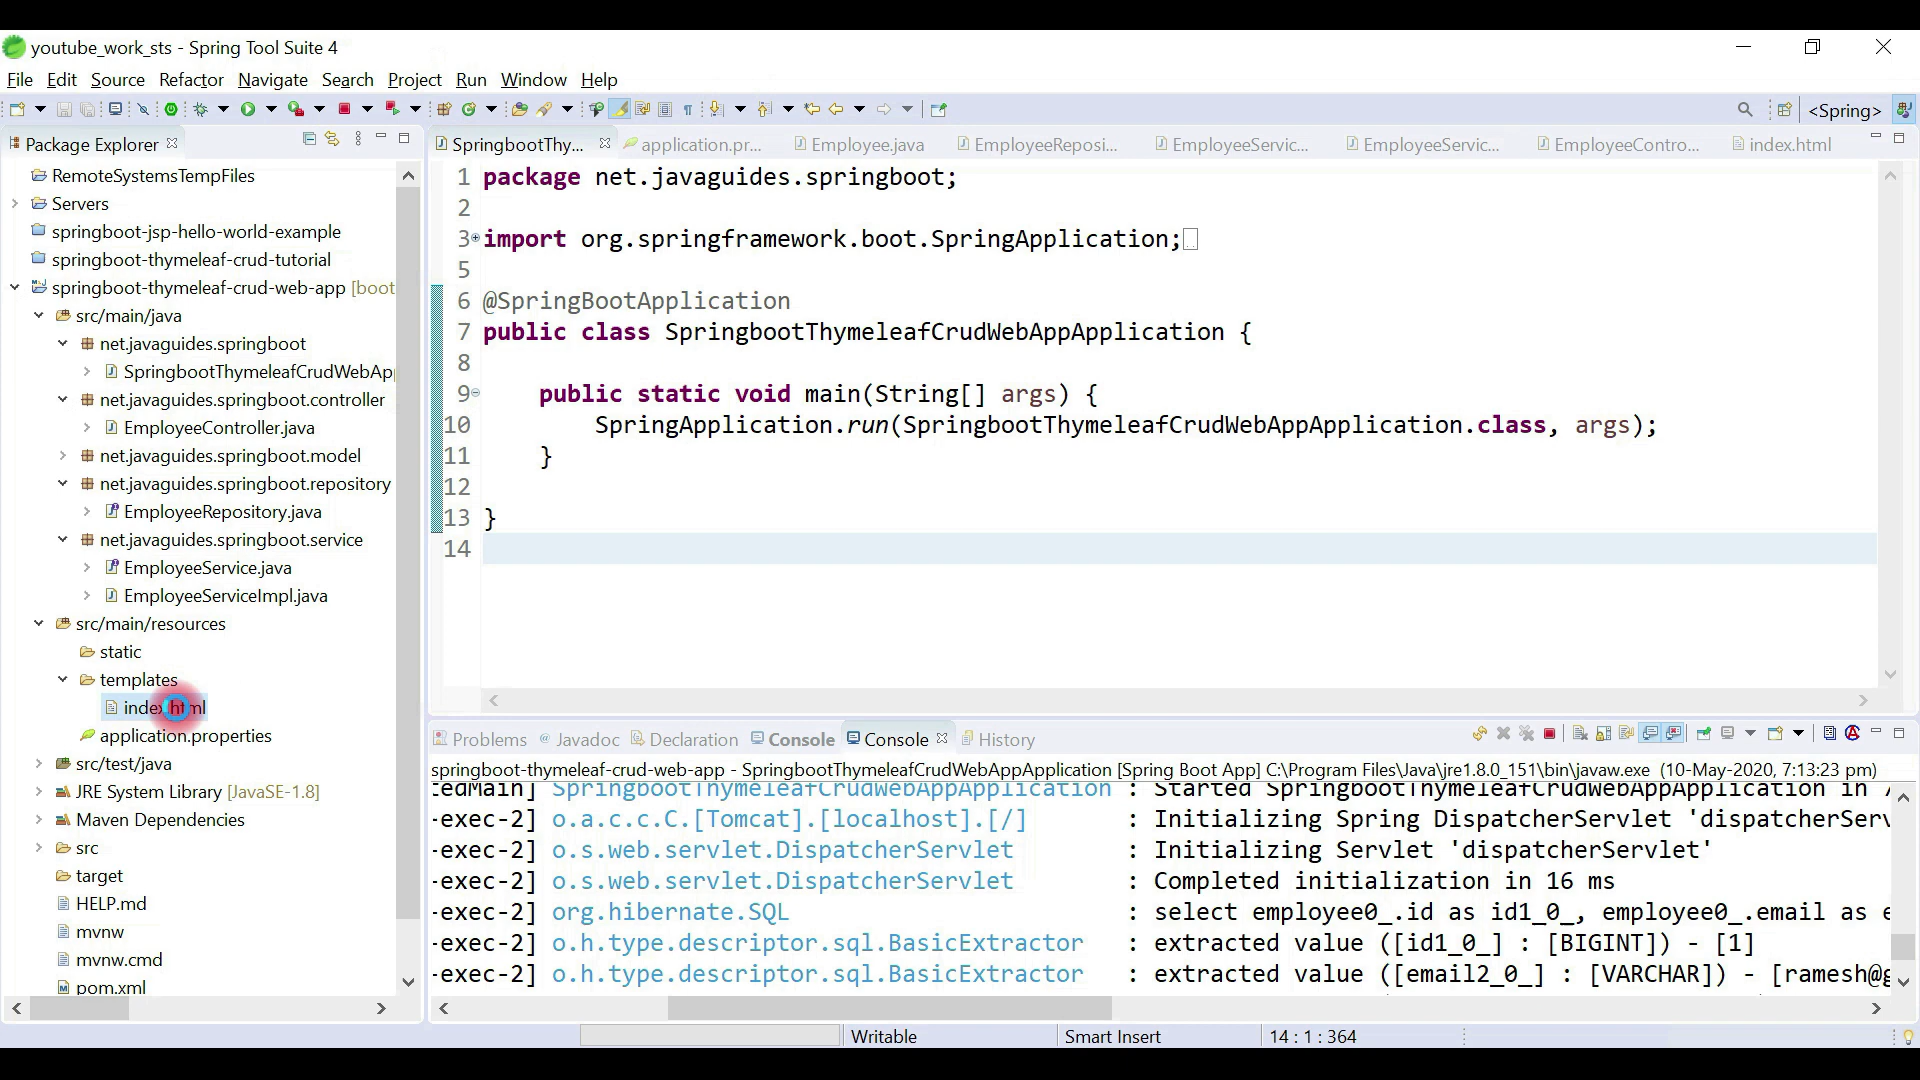 youtube_work_sts - Spring Tool Suite 4
File Edit Source Refactor Navigate Search Project Run Window Help
<Spring>
Package Explorer
RemoteSystemsTempFiles
Servers
springboot-jsp-hello-world-example
springboot-thymeleaf-crud-tutorial
springboot-thymeleaf-crud-web-app [boot
src/main/java
net.javaguides.springboot
SpringbootThymeleafCrudWebAp
net.javaguides.springboot.controller
EmployeeController.java
net.javaguides.springboot.model
net.javaguides.springboot.repository
EmployeeRepository.java
net.javaguides.springboot.service
EmployeeService.java
EmployeeServiceImpl.java
src/main/resources
static
templates
index.html
application.properties
src/test/java
JRE System Library [JavaSE-1.8]
Maven Dependencies
src
target
HELP.md
mvnw
mvnw.cmd
pom.xml
SpringbootThy... application.pr... Employee.java EmployeeReposi... EmployeeServic... EmployeeServic... EmployeeContro... index.html
1 package net.javaguides.springboot;
2
3 import org.springframework.boot.SpringApplication;
5
6 @SpringBootApplication
7 public class SpringbootThymeleafCrudWebAppApplication {
8
9 public static void main(String[] args) {
10 SpringApplication.run(SpringbootThymeleafCrudWebAppApplication.class, args);
11 }
12
13 }
14
Problems Javadoc Declaration Console Console History
springboot-thymeleaf-crud-web-app - SpringbootThymeleafCrudWebAppApplication [Spring Boot App] C:\Program Files\Java\jre1.8.0_151\bin\javaw.exe (10-May-2020, 7:13:23 pm)
tedMain] SpringbootThymeleafCrudWebAppApplication : Started SpringbootThymeleafCrudWebAppApplication in
-exec-2] o.a.c.c.C.[Tomcat].[localhost].[/] : Initializing Spring DispatcherServlet 'dispatcherServ
-exec-2] o.s.web.servlet.DispatcherServlet : Initializing Servlet 'dispatcherServlet'
-exec-2] o.s.web.servlet.DispatcherServlet : Completed initialization in 16 ms
-exec-2] org.hibernate.SQL : select employee0_.id as id1_0_, employee0_.email as e
-exec-2] o.h.type.descriptor.sql.BasicExtractor : extracted value ([id1_0_] : [BIGINT]) - [1]
-exec-2] o.h.type.descriptor.sql.BasicExtractor : extracted value ([email2_0_] : [VARCHAR]) - [ramesh@g
Writable Smart Insert 14 : 1 : 364